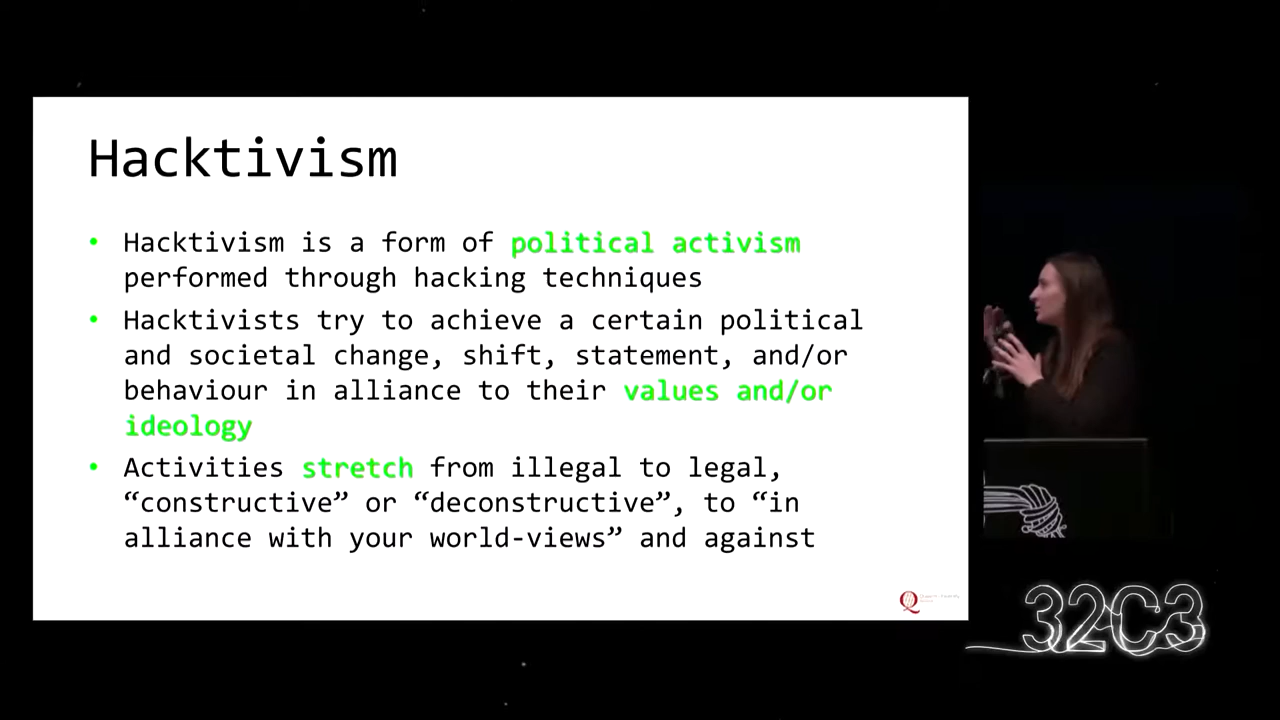 Hacktivism
• Hacktivism is a form of political activism
performed through hacking techniques
• Hacktivists try to achieve a certain political
and societal change, shift, statement, and/or
behaviour in alliance to their values and/or
ideology
• Activities stretch from illegal to legal,
“constructive” or “deconstructive”, to “in
alliance with your world-views” and against
32C3